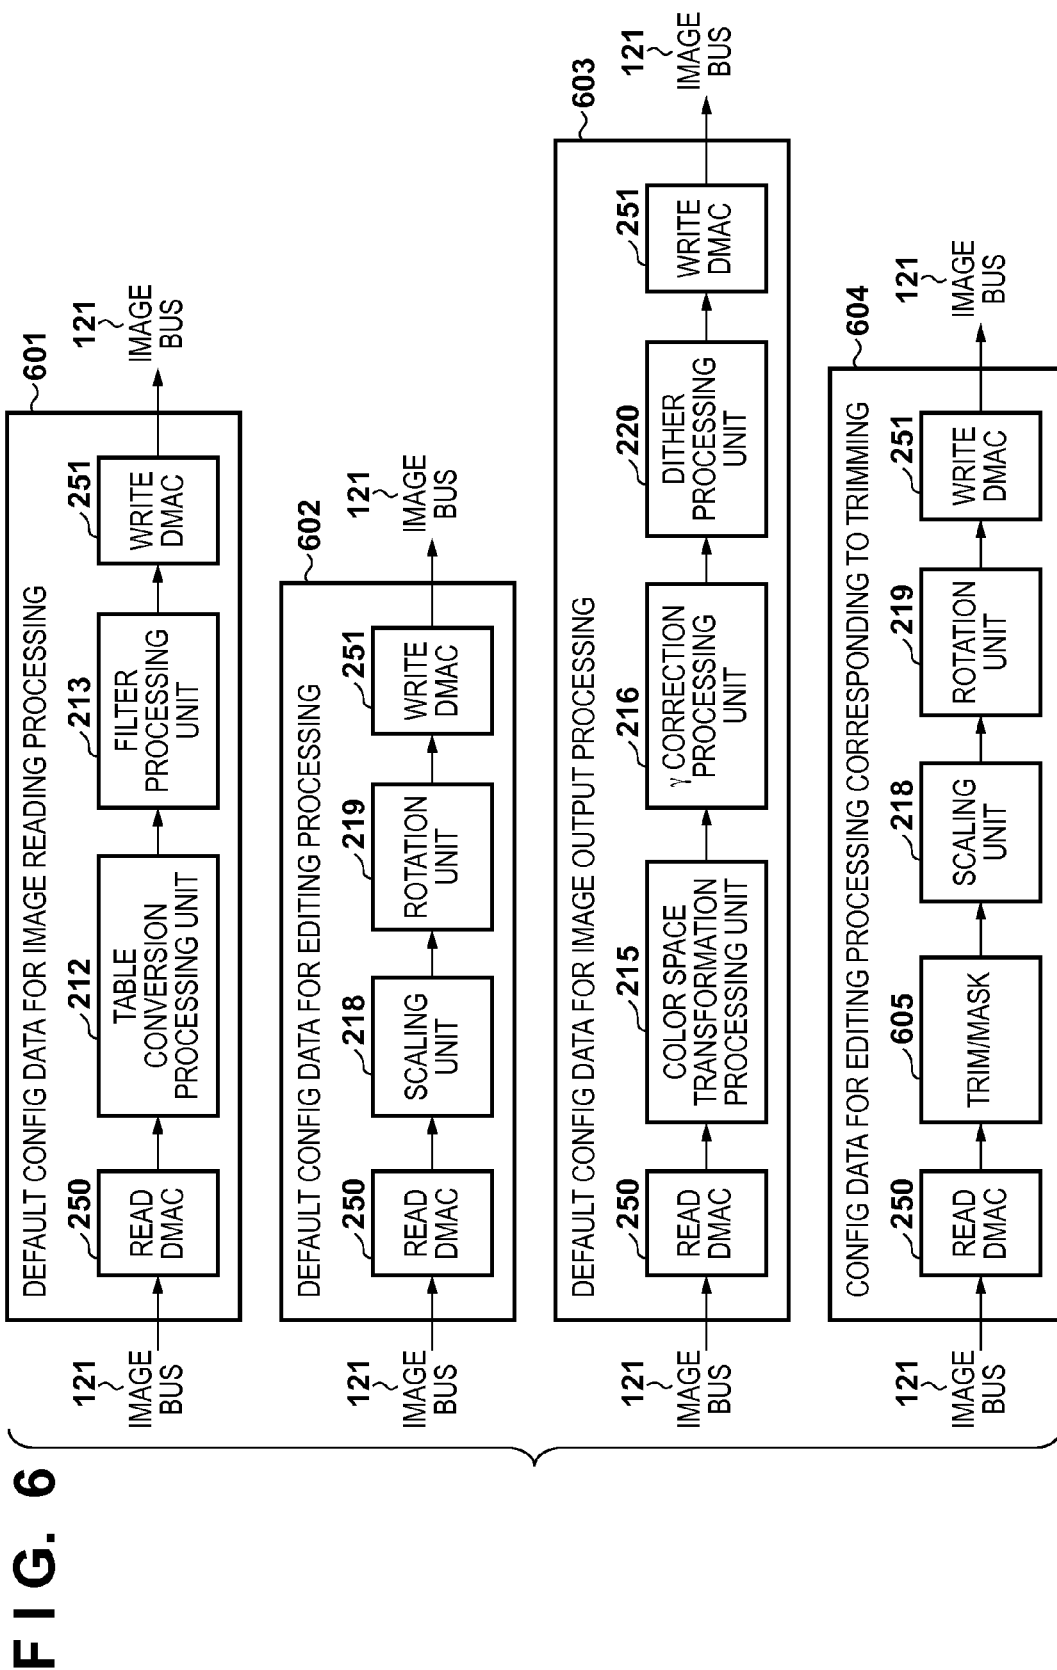 FIG. 6
601
DEFAULT CONFIG DATA FOR IMAGE READING PROCESSING
121
IMAGE
BUS
250
READ
DMAC
212
TABLE
CONVERSION
PROCESSING UNIT
213
FILTER
PROCESSING
UNIT
251
WRITE
DMAC
121
IMAGE
BUS
602
DEFAULT CONFIG DATA FOR EDITING PROCESSING
121
IMAGE
BUS
250
READ
DMAC
218
SCALING
UNIT
219
ROTATION
UNIT
251
WRITE
DMAC
121
IMAGE
BUS
603
DEFAULT CONFIG DATA FOR IMAGE OUTPUT PROCESSING
121
IMAGE
BUS
250
READ
DMAC
215
COLOR SPACE
TRANSFORMATION
PROCESSING UNIT
216
γ CORRECTION
PROCESSING
UNIT
220
DITHER
PROCESSING
UNIT
251
WRITE
DMAC
121
IMAGE
BUS
604
CONFIG DATA FOR EDITING PROCESSING CORRESPONDING TO TRIMMING
121
IMAGE
BUS
250
READ
DMAC
605
TRIM/MASK
218
SCALING
UNIT
219
ROTATION
UNIT
251
WRITE
DMAC
121
IMAGE
BUS